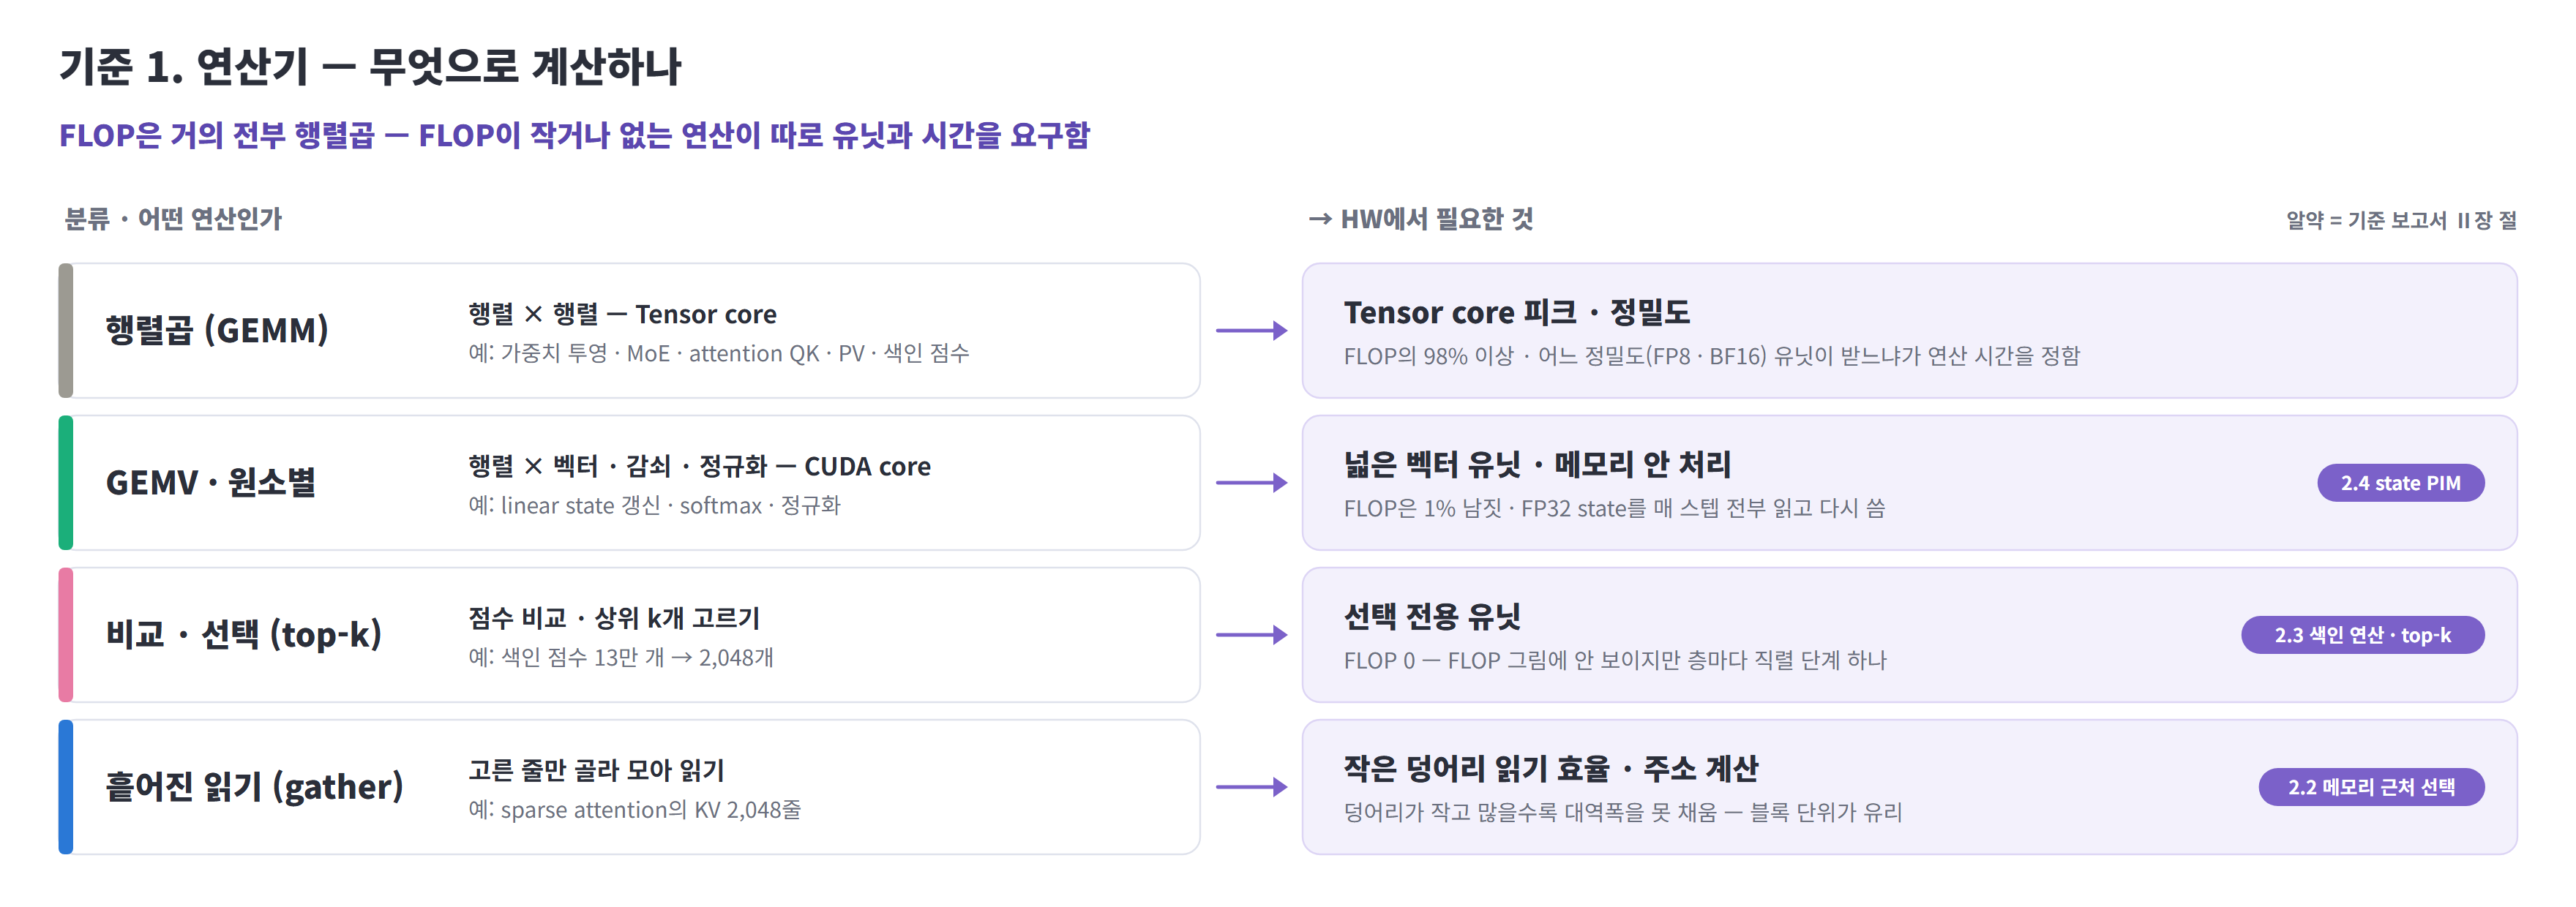 기준 1. 연산기 — 무엇으로 계산하나
FLOP은 거의 전부 행렬곱 — FLOP이 작거나 없는 연산이 따로 유닛과 시간을 요구함
분류 · 어떤 연산인가
→ HW에서 필요한 것
알약 = 기준 보고서 Ⅱ장 절
행렬곱 (GEMM)
행렬 × 행렬 — Tensor core
예: 가중치 투영 · MoE · attention QK · PV · 색인 점수
Tensor core 피크 · 정밀도
FLOP의 98% 이상 · 어느 정밀도(FP8 · BF16) 유닛이 받느냐가 연산 시간을 정함
GEMV · 원소별
행렬 × 벡터 · 감쇠 · 정규화 — CUDA core
예: linear state 갱신 · softmax · 정규화
넓은 벡터 유닛 · 메모리 안 처리
FLOP은 1% 남짓 · FP32 state를 매 스텝 전부 읽고 다시 씀
2.4 state PIM
비교 · 선택 (top-k)
점수 비교 · 상위 k개 고르기
예: 색인 점수 13만 개 → 2,048개
선택 전용 유닛
FLOP 0 — FLOP 그림에 안 보이지만 층마다 직렬 단계 하나
2.3 색인 연산 · top-k
흩어진 읽기 (gather)
고른 줄만 골라 모아 읽기
예: sparse attention의 KV 2,048줄
작은 덩어리 읽기 효율 · 주소 계산
덩어리가 작고 많을수록 대역폭을 못 채움 — 블록 단위가 유리
2.2 메모리 근처 선택